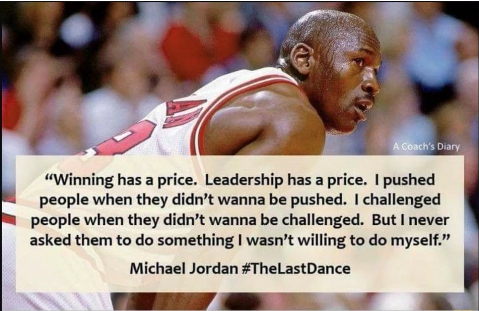 A Coach's Diary
“Winning has a price. Leadership has a price. I pushed
people when they didn’t wanna be pushed. I challenged
people when they didn’t wanna be challenged. But I never
asked them to do something I wasn’t willing to do myself.”
Michael Jordan #TheLastDance